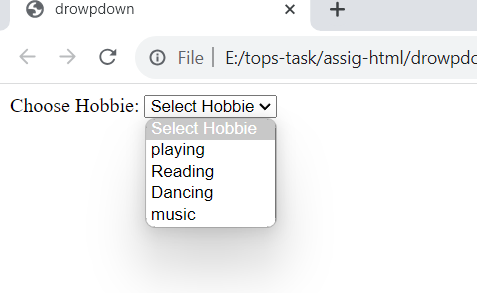 drowpdown
File E:/tops-task/assig-html/drowpdo
Choose Hobbie: Select Hobbie
Select Hobbie
playing
Reading
Dancing
music